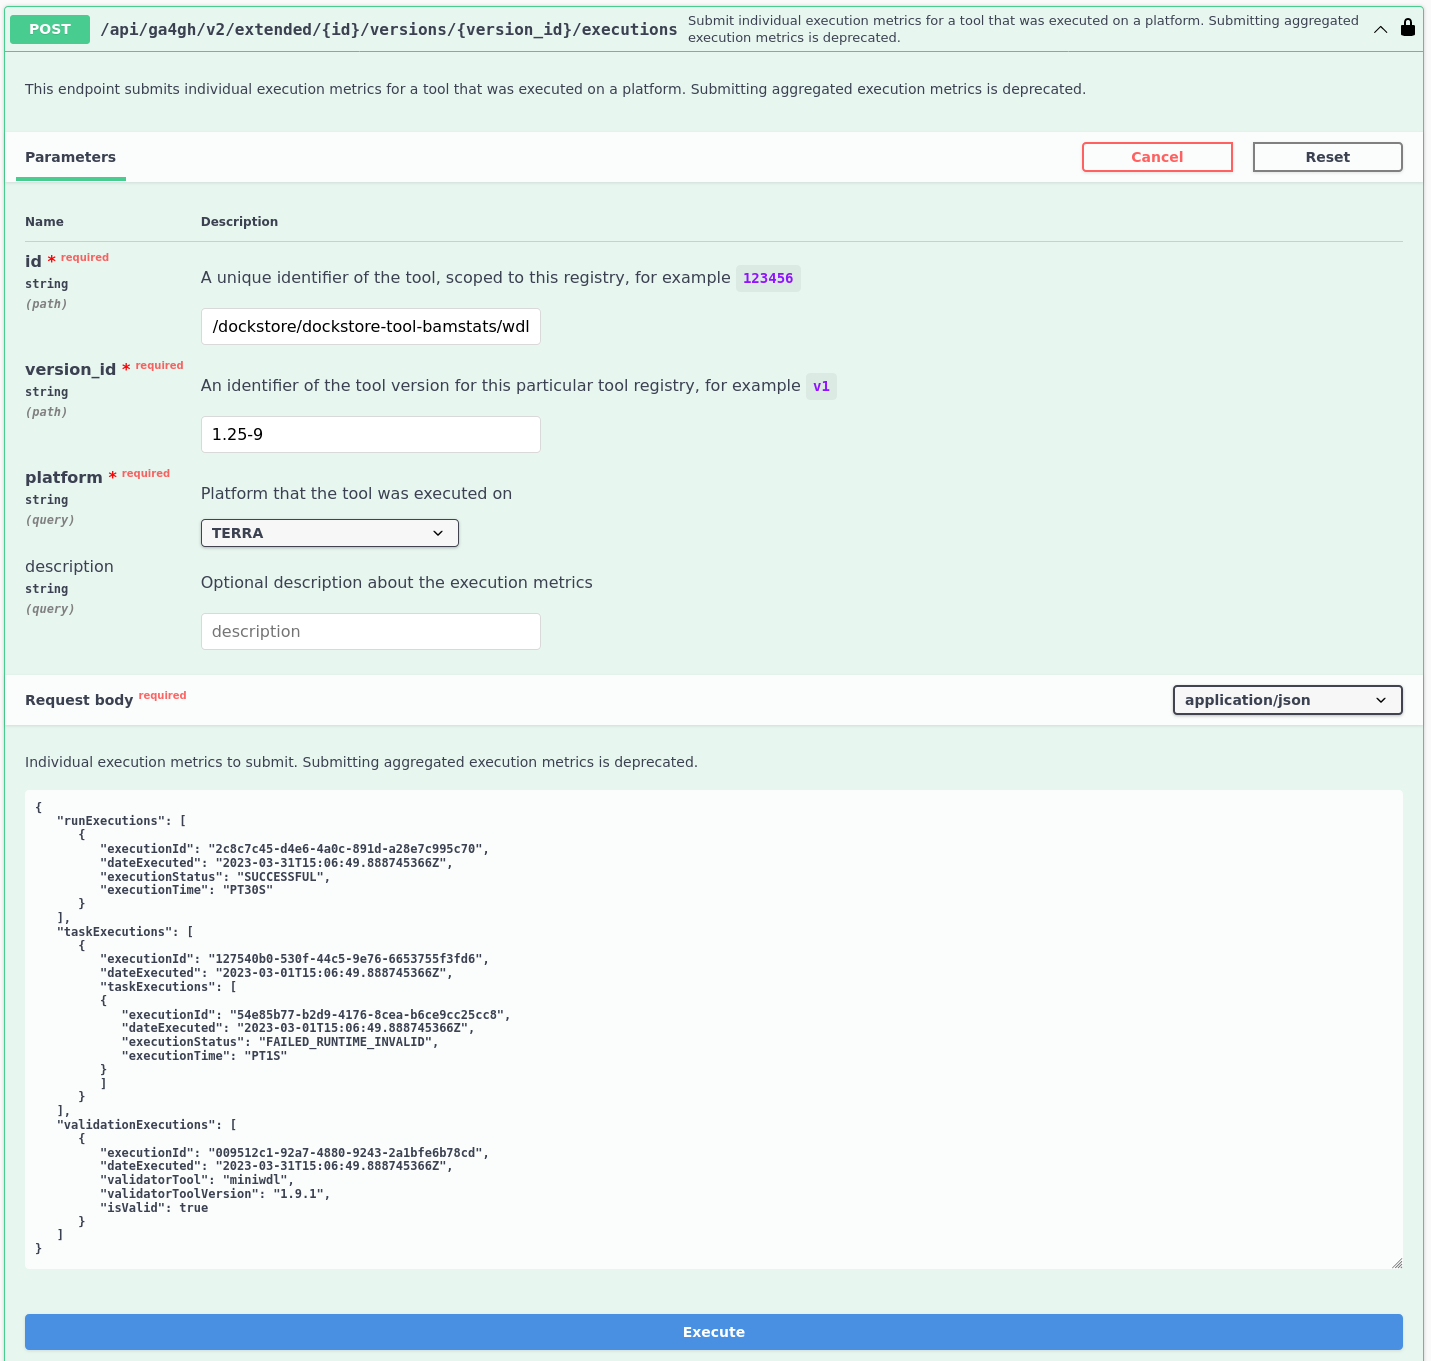 POST /api/ga4gh/v2/extended/{id}/versions/{version_id}/executions Submit individual execution metrics for a tool that was executed on a platform. Submitting aggregated
execution metrics is deprecated.
This endpoint submits individual execution metrics for a tool that was executed on a platform. Submitting aggregated execution metrics is deprecated.
Parameters Cancel Reset
Name Description
id * required
string
(path)
A unique identifier of the tool, scoped to this registry, for example 123456
/dockstore/dockstore-tool-bamstats/wdl
version_id * required
string
(path)
An identifier of the tool version for this particular tool registry, for example v1
1.25-9
platform * required
string
(query)
Platform that the tool was executed on
TERRA
description
string
(query)
Optional description about the execution metrics
description
Request body required application/json
Individual execution metrics to submit. Submitting aggregated execution metrics is deprecated.
{
"runExecutions": [
{
"executionId": "2c8c7c45-d4e6-4a0c-891d-a28e7c995c70",
"dateExecuted": "2023-03-31T15:06:49.888745366Z",
"executionStatus": "SUCCESSFUL",
"executionTime": "PT30S"
}
],
"taskExecutions": [
{
"executionId": "127540b0-530f-44c5-9e76-6653755f3fd6",
"dateExecuted": "2023-03-01T15:06:49.888745366Z",
"taskExecutions": [
{
"executionId": "54e85b77-b2d9-4176-8cea-b6ce9cc25cc8",
"dateExecuted": "2023-03-01T15:06:49.888745366Z",
"executionStatus": "FAILED_RUNTIME_INVALID",
"executionTime": "PT1S"
}
]
}
],
"validationExecutions": [
{
"executionId": "009512c1-92a7-4880-9243-2a1bfe6b78cd",
"dateExecuted": "2023-03-31T15:06:49.888745366Z",
"validatorTool": "miniwdl",
"validatorToolVersion": "1.9.1",
"isValid": true
}
]
}
Execute